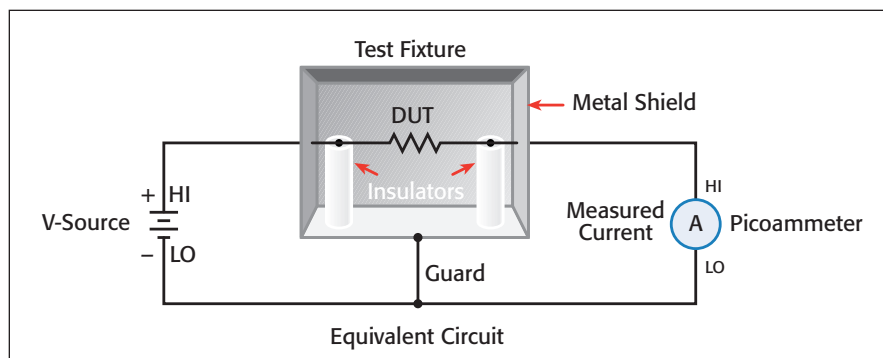 Test Fixture
Metal Shield
DUT
Insulators
+ HI
V-Source
– LO
HI
Measured
Current
A
Picoammeter
LO
Guard
Equivalent Circuit